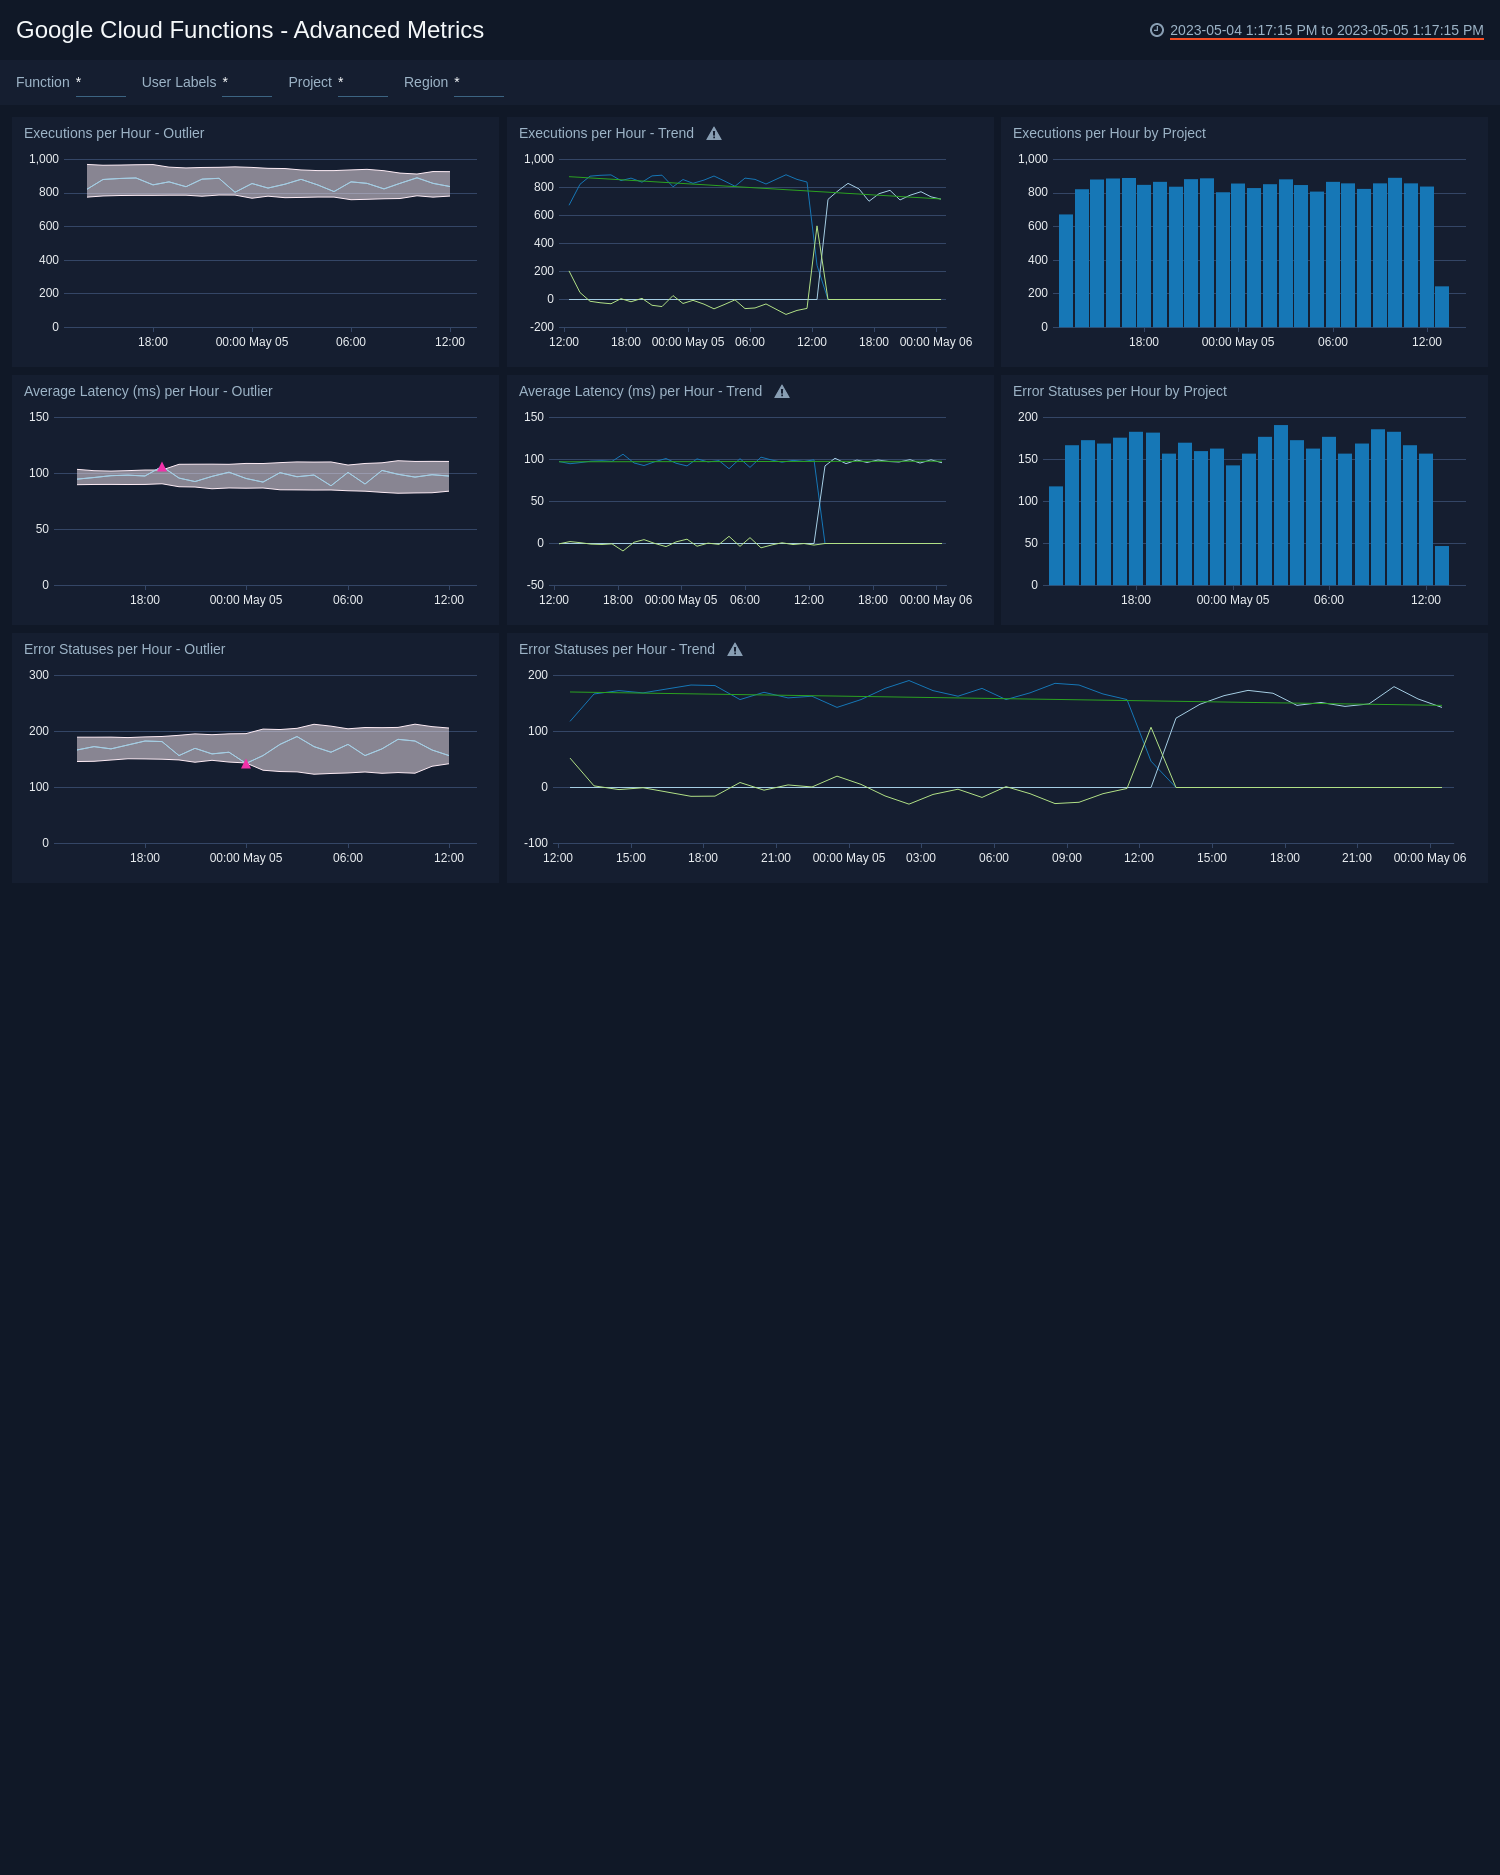 Google Cloud Functions - Advanced Metrics
2023-05-04 1:17:15 PM to 2023-05-05 1:17:15 PM
Function * User Labels * Project * Region *
Executions per Hour - Outlier
1,000
800
600
400
200
0
18:00 00:00 May 05 06:00 12:00
Executions per Hour - Trend
1,000
800
600
400
200
0
-200
12:00 18:00 00:00 May 05 06:00 12:00 18:00 00:00 May 06
Executions per Hour by Project
1,000
800
600
400
200
0
18:00 00:00 May 05 06:00 12:00
Average Latency (ms) per Hour - Outlier
150
100
50
0
18:00 00:00 May 05 06:00 12:00
Average Latency (ms) per Hour - Trend
150
100
50
0
-50
12:00 18:00 00:00 May 05 06:00 12:00 18:00 00:00 May 06
Error Statuses per Hour by Project
200
150
100
50
0
18:00 00:00 May 05 06:00 12:00
Error Statuses per Hour - Outlier
300
200
100
0
18:00 00:00 May 05 06:00 12:00
Error Statuses per Hour - Trend
200
100
0
-100
12:00 15:00 18:00 21:00 00:00 May 05 03:00 06:00 09:00 12:00 15:00 18:00 21:00 00:00 May 06